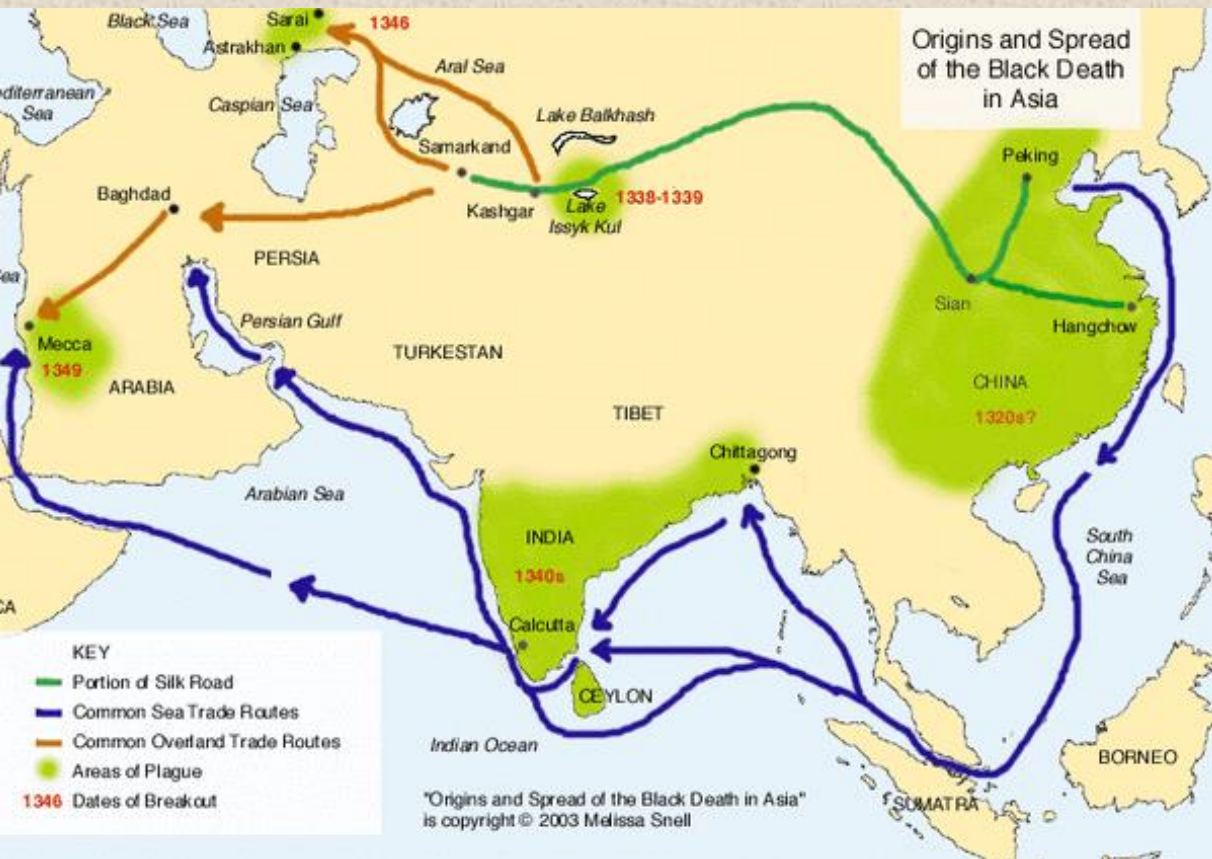 Black Sea
Sarai
1346
Astrakhan
Aral Sea
editerranean
Sea
Caspian Sea
Lake Balkhash
Origins and Spread
of the Black Death
in Asia
Samarkand
Peking
Baghdad
Kashgar
1338-1339
Lake
Issyk Kul
PERSIA
ea
Sian
Persian Gulf
Hangchow
Mecca
1349
TURKESTAN
ARABIA
CHINA
1320s?
TIBET
Chittagong
Arabian Sea
INDIA
1340s
South
China
Sea
CA
Calcutta
CEYLON
Indian Ocean
BORNEO
SUMATRA
KEY
Portion of Silk Road
Common Sea Trade Routes
Common Overland Trade Routes
Areas of Plague
1346 Dates of Breakout
"Origins and Spread of the Black Death in Asia"
is copyright © 2003 Melissa Snell